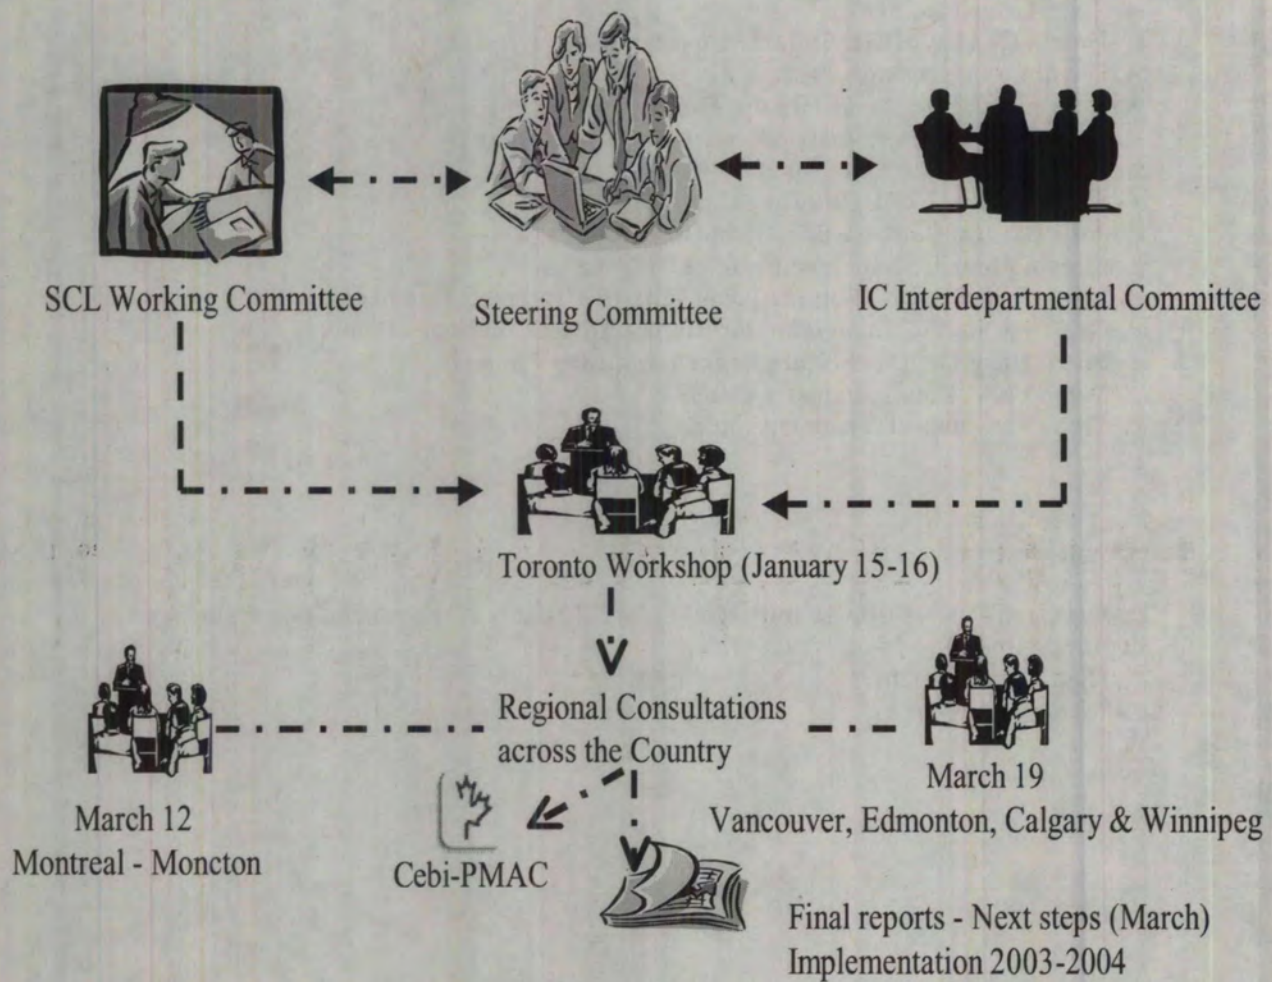 SCL Working Committee
Steering Committee
IC Interdepartmental Committee
Toronto Workshop (January 15-16)
Regional Consultations
across the Country
March 12
Montreal - Moncton
March 19
Vancouver, Edmonton, Calgary & Winnipeg
Cebi-PMAC
Final reports - Next steps (March)
Implementation 2003-2004